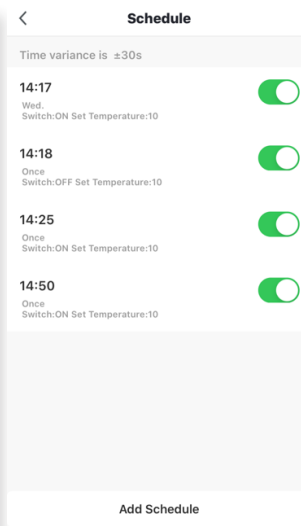 Schedule
Time variance is ±30s
14:17
Wed.
Switch:ON Set Temperature:10
14:18
Once
Switch:OFF Set Temperature:10
14:25
Once
Switch:ON Set Temperature:10
14:50
Once
Switch:ON Set Temperature:10
Add Schedule